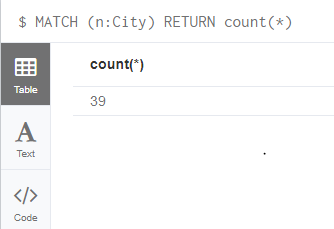 $ MATCH (n:City) RETURN count(*)
count(*)
Table
39
A
Text
</>
Code